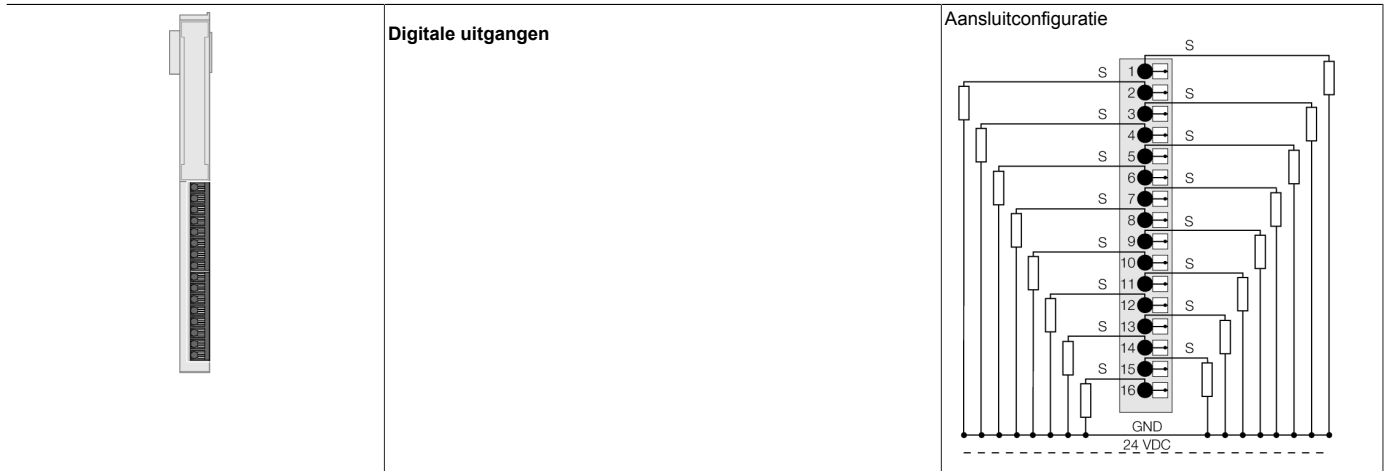 Digitale uitgangen
Aansluitconfiguratie
S
S 1
2 S
S 3
4 S
S 5
6 S
S 7
8 S
S 9
10 S
S 11
12 S
S 13
14 S
S 15
16
GND
24 VDC